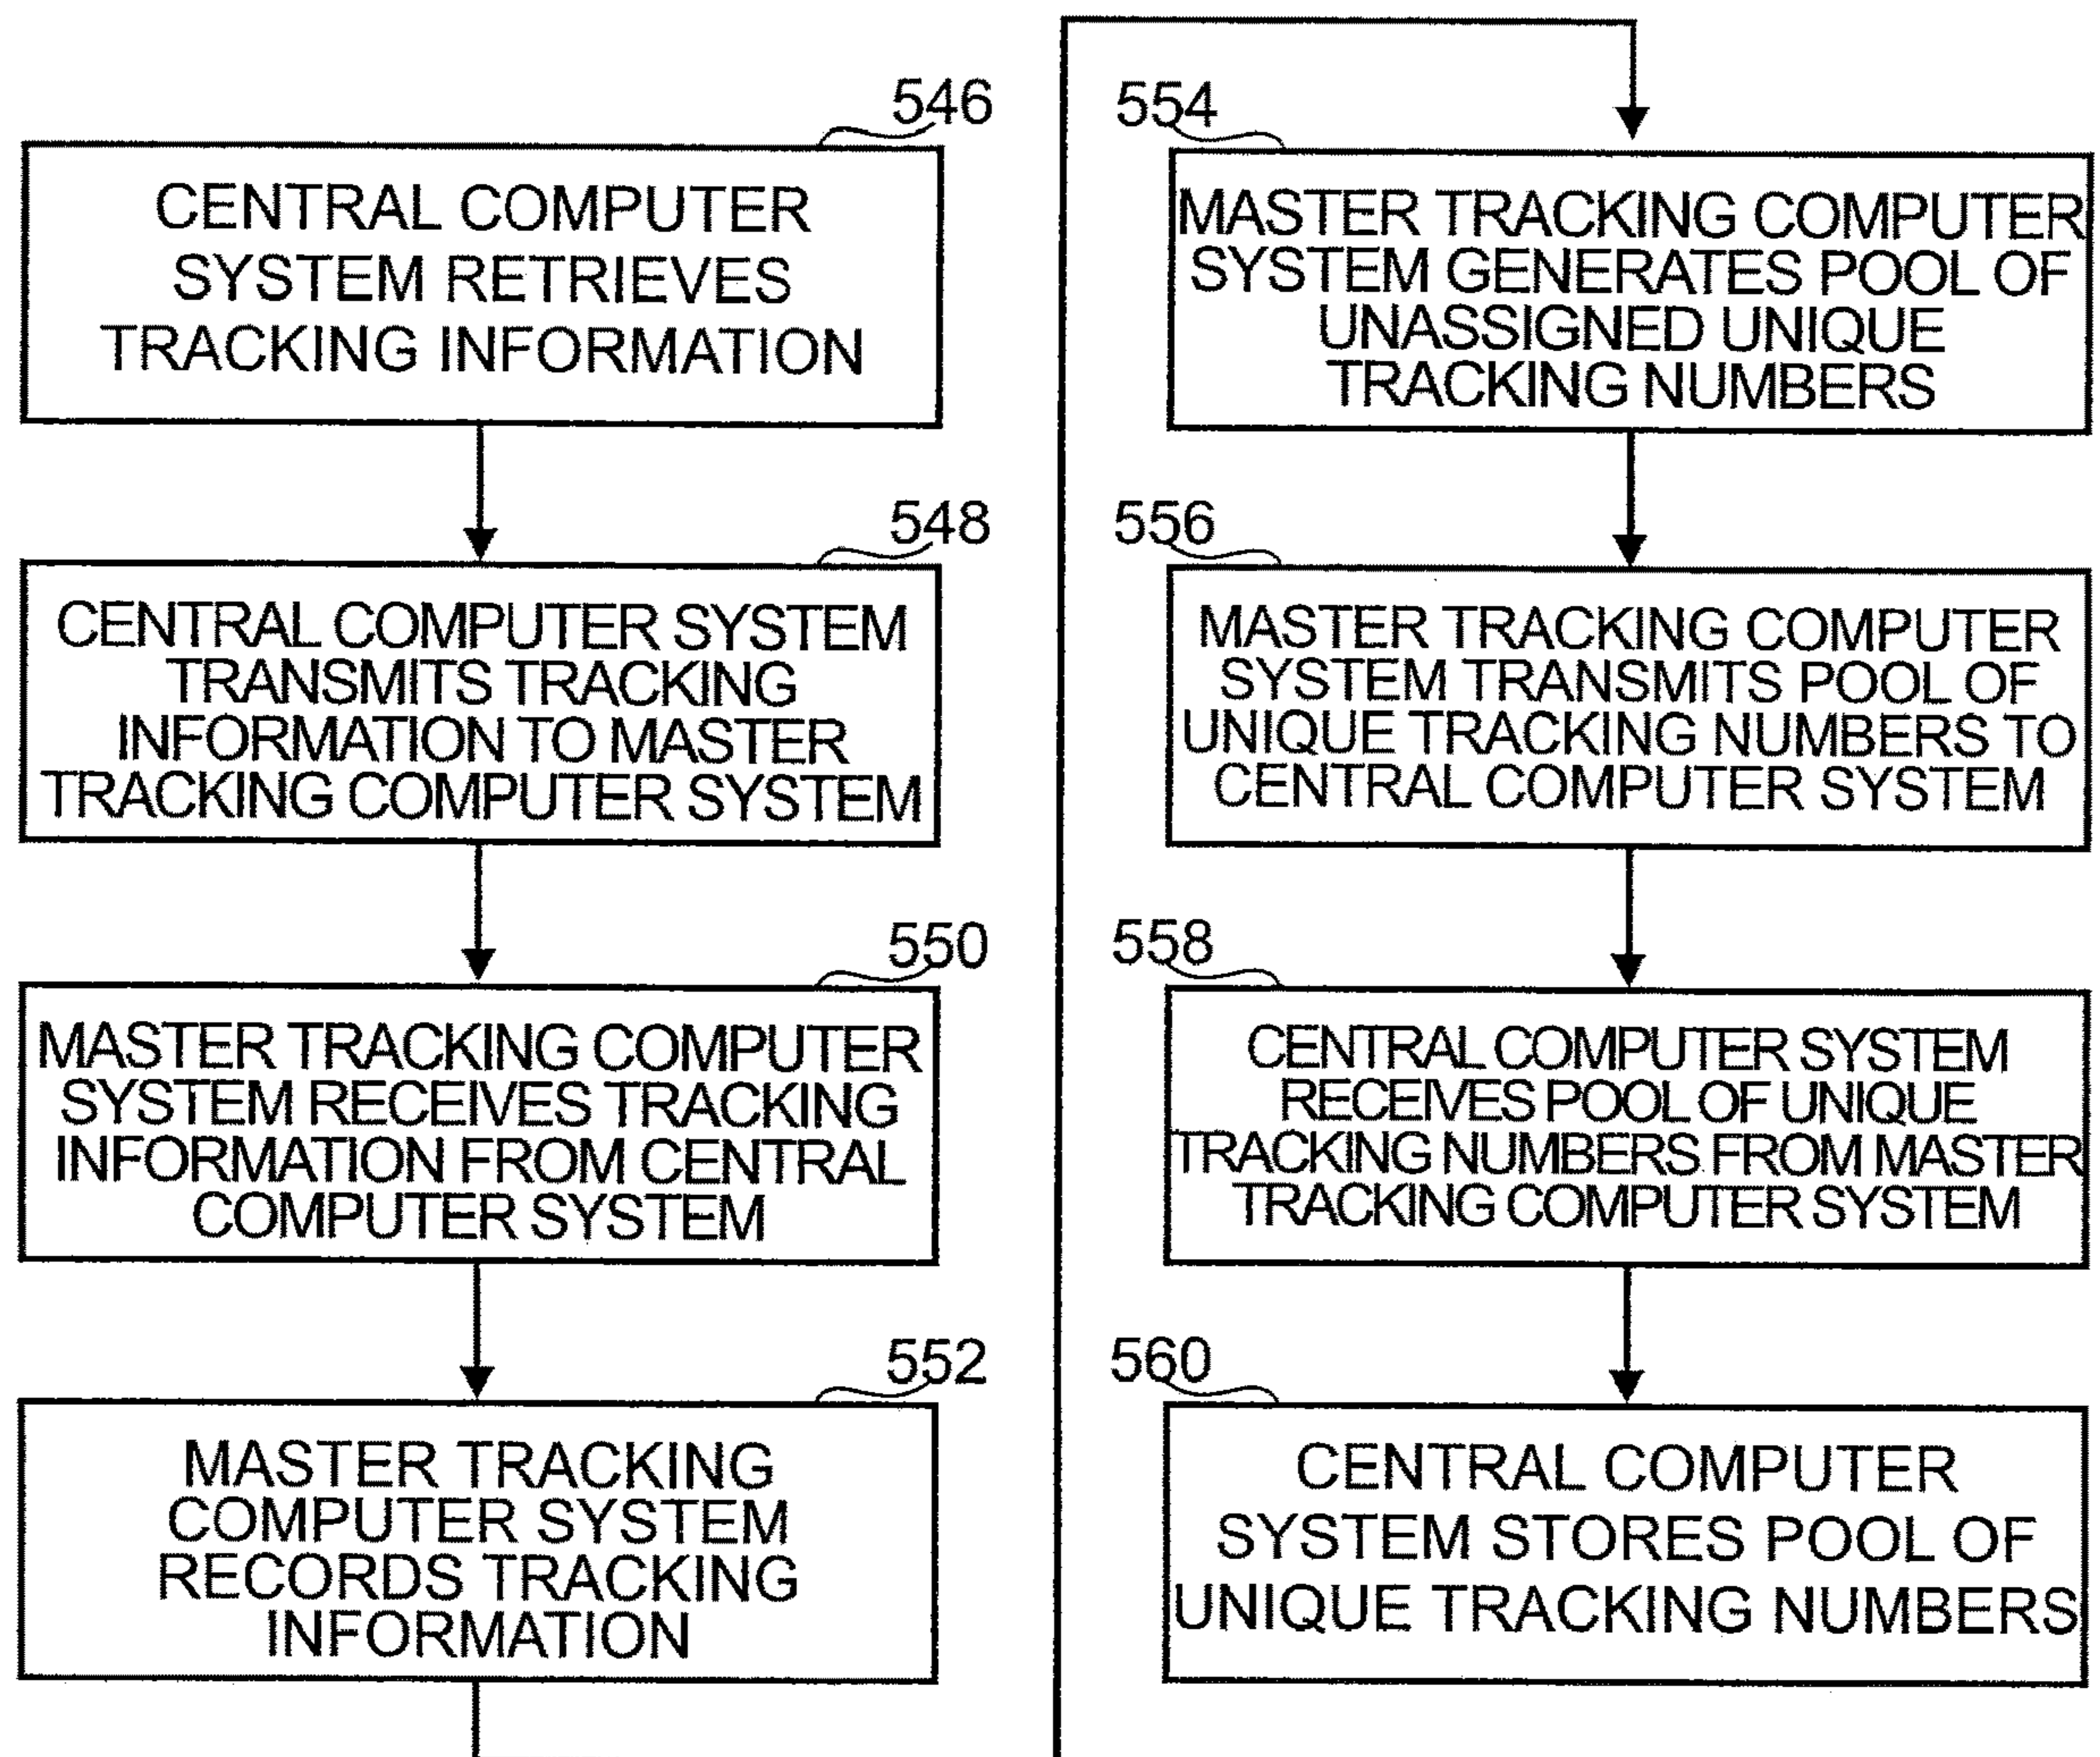 546
CENTRAL COMPUTER
SYSTEM RETRIEVES
TRACKING INFORMATION
548
CENTRAL COMPUTER SYSTEM
TRANSMITS TRACKING
INFORMATION TO MASTER
TRACKING COMPUTER SYSTEM
550
MASTER TRACKING COMPUTER
SYSTEM RECEIVES TRACKING
INFORMATION FROM CENTRAL
COMPUTER SYSTEM
552
MASTER TRACKING
COMPUTER SYSTEM
RECORDS TRACKING
INFORMATION
554
MASTER TRACKING COMPUTER
SYSTEM GENERATES POOL OF
UNASSIGNED UNIQUE
TRACKING NUMBERS
556
MASTER TRACKING COMPUTER
SYSTEM TRANSMITS POOL OF
UNIQUE TRACKING NUMBERS TO
CENTRAL COMPUTER SYSTEM
558
CENTRAL COMPUTER SYSTEM
RECEIVES POOL OF UNIQUE
TRACKING NUMBERS FROM MASTER
TRACKING COMPUTER SYSTEM
560
CENTRAL COMPUTER
SYSTEM STORES POOL OF
UNIQUE TRACKING NUMBERS